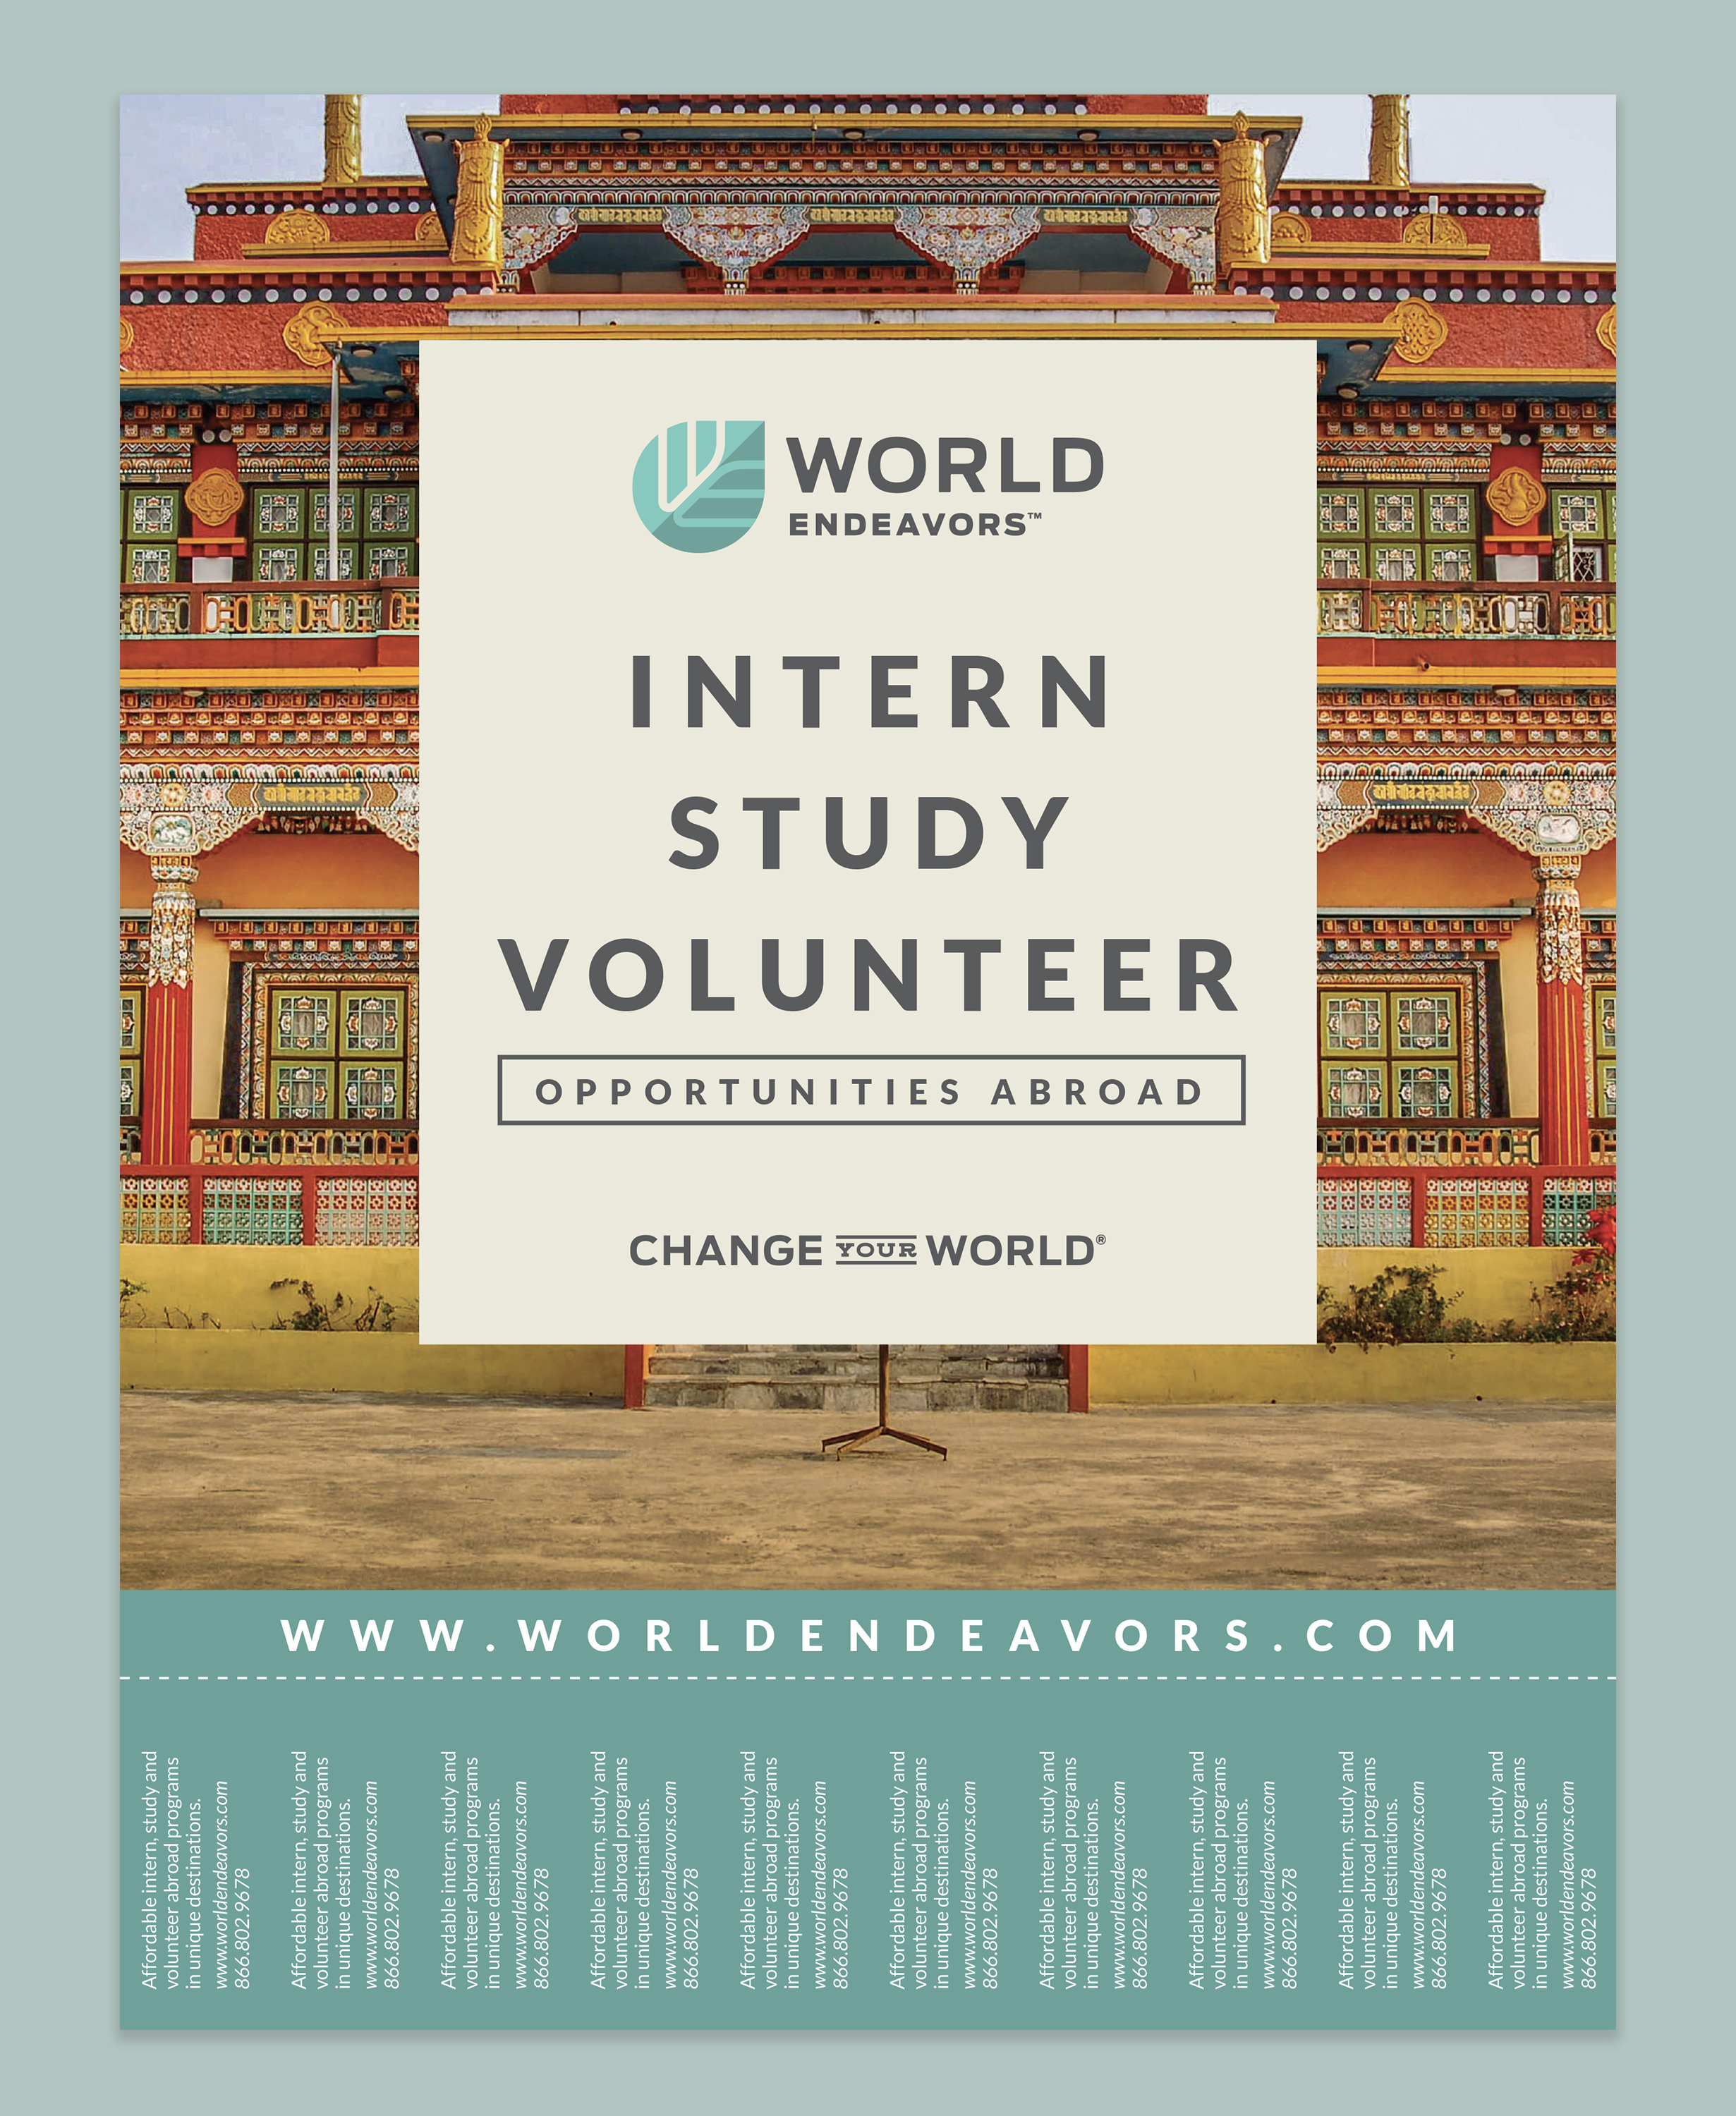 WORLD
ENDEAVORS™
INTERN
STUDY
VOLUNTEER
OPPORTUNITIES ABROAD
CHANGE YOUR WORLD®
WWW.WORLDENDEAVORS.COM
Affordable intern, study and
volunteer abroad programs
in unique destinations.
www.worldendeavors.com
866.802.9678
Affordable intern, study and
volunteer abroad programs
in unique destinations.
www.worldendeavors.com
866.802.9678
Affordable intern, study and
volunteer abroad programs
in unique destinations.
www.worldendeavors.com
866.802.9678
Affordable intern, study and
volunteer abroad programs
in unique destinations.
www.worldendeavors.com
866.802.9678
Affordable intern, study and
volunteer abroad programs
in unique destinations.
www.worldendeavors.com
866.802.9678
Affordable intern, study and
volunteer abroad programs
in unique destinations.
www.worldendeavors.com
866.802.9678
Affordable intern, study and
volunteer abroad programs
in unique destinations.
www.worldendeavors.com
866.802.9678
Affordable intern, study and
volunteer abroad programs
in unique destinations.
www.worldendeavors.com
866.802.9678
Affordable intern, study and
volunteer abroad programs
in unique destinations.
www.worldendeavors.com
866.802.9678
Affordable intern, study and
volunteer abroad programs
in unique destinations.
www.worldendeavors.com
866.802.9678